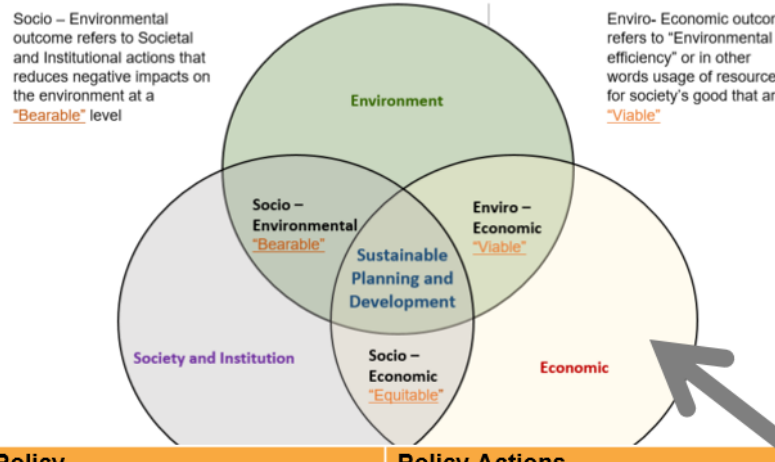 Socio – Environmental
outcome refers to Societal
and Institutional actions that
reduces negative impacts on
the environment at a
“Bearable” level
Enviro- Economic outcom
refers to “Environmental
efficiency” or in other
words usage of resource
for society’s good that ar
“Viable”
Environment
Socio –
Environmental
“Bearable”
Enviro –
Economic
“Viable”
Sustainable
Planning and
Development
Society and Institution
Socio –
Economic
“Equitable”
Economic
Policy
Policy Actions